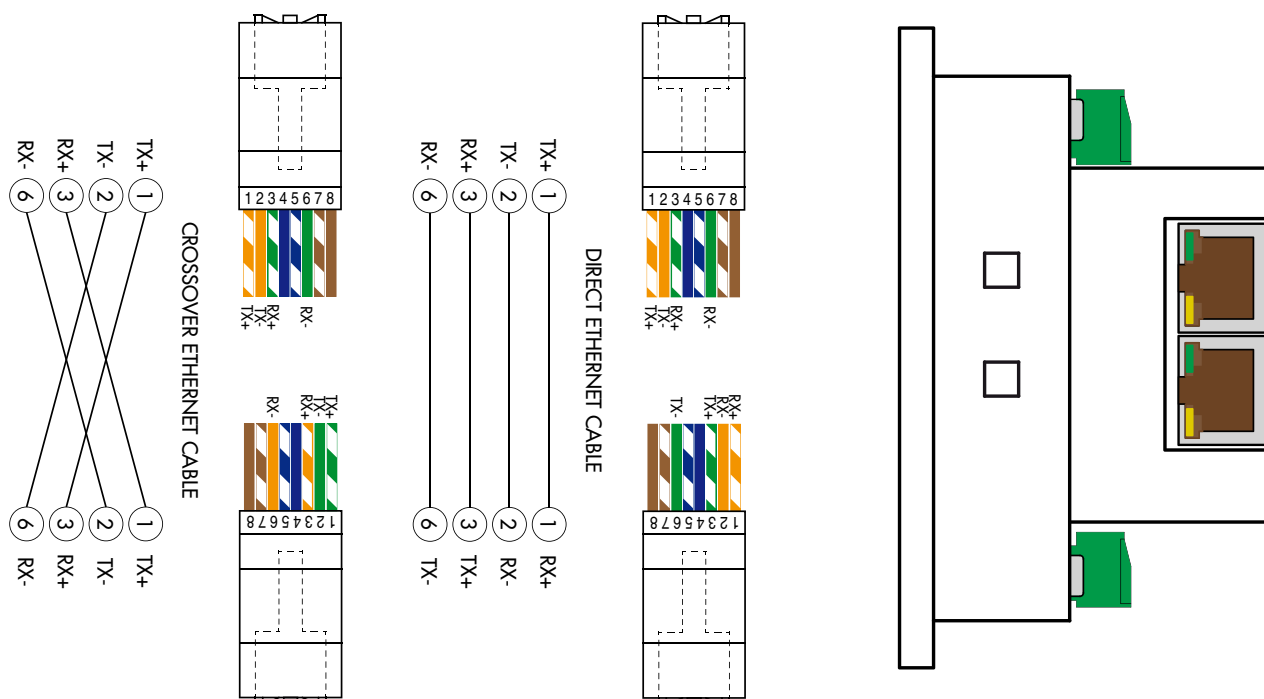 1 2 3 4 5 6 7 8
TX+
TX-
RX+
RX-
RX+
RX-
TX+
TX-
1 2 3 4 5 6 7 8
DIRECT ETHERNET CABLE
TX+ 1 1 RX+
TX- 2 2 RX-
RX+ 3 3 TX+
RX- 6 6 TX-
1 2 3 4 5 6 7 8
TX+
TX-
RX+
RX-
TX+
TX-
RX+
RX-
1 2 3 4 5 6 7 8
CROSSOVER ETHERNET CABLE
TX+ 1 1 TX+
TX- 2 2 TX-
RX+ 3 3 RX+
RX- 6 6 RX-